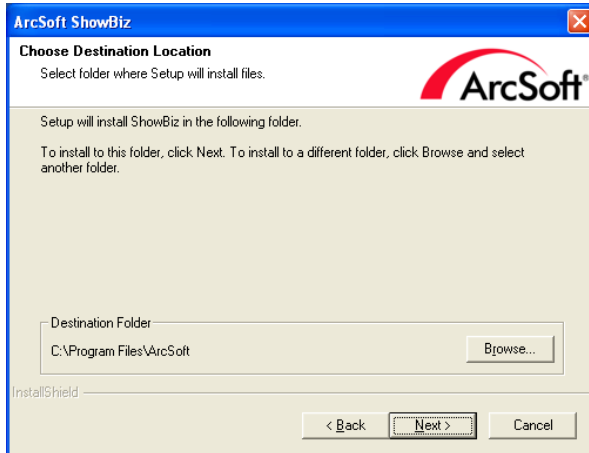 ArcSoft ShowBiz
Choose Destination Location
Select folder where Setup will install files.
ArcSoft®
Setup will install ShowBiz in the following folder.
To install to this folder, click Next. To install to a different folder, click Browse and select
another folder.
Destination Folder
C:\Program Files\ArcSoft
Browse...
InstallShield
< Back
Next >
Cancel